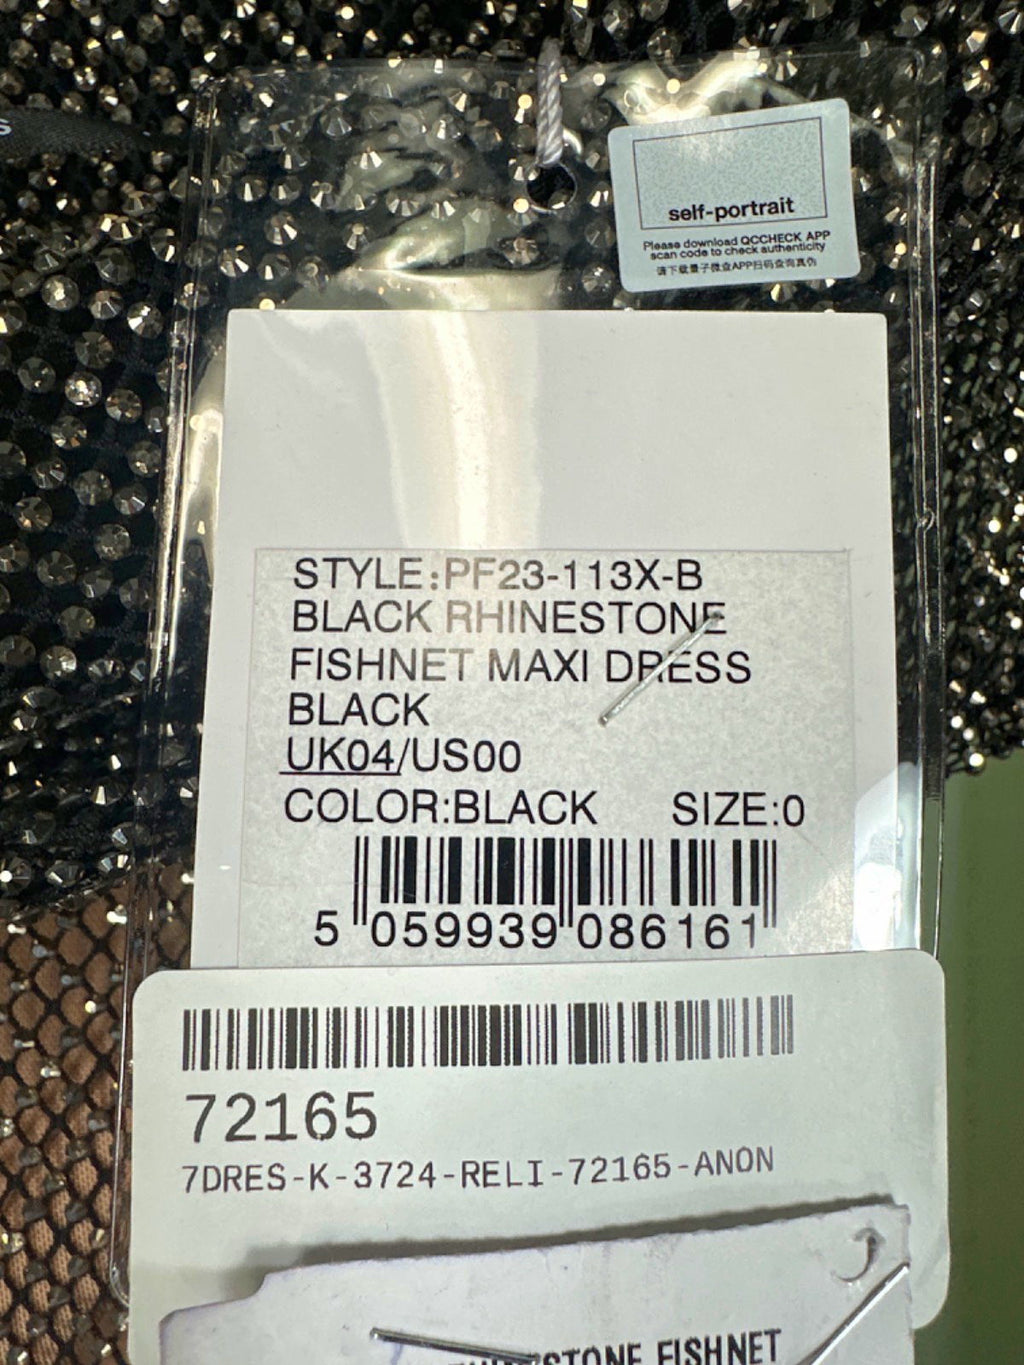 self-portrait
Please download QCCHECK APP
scan code to check authenticity
请下载量子微查APP扫码查询真伪
STYLE:PF23-113X-B
BLACK RHINESTONE
FISHNET MAXI DRESS
BLACK
UK04/US00
COLOR:BLACK SIZE:0
5 059939 086161
72165
7DRES-K-3724-RELI-72165-ANON
FISHNET